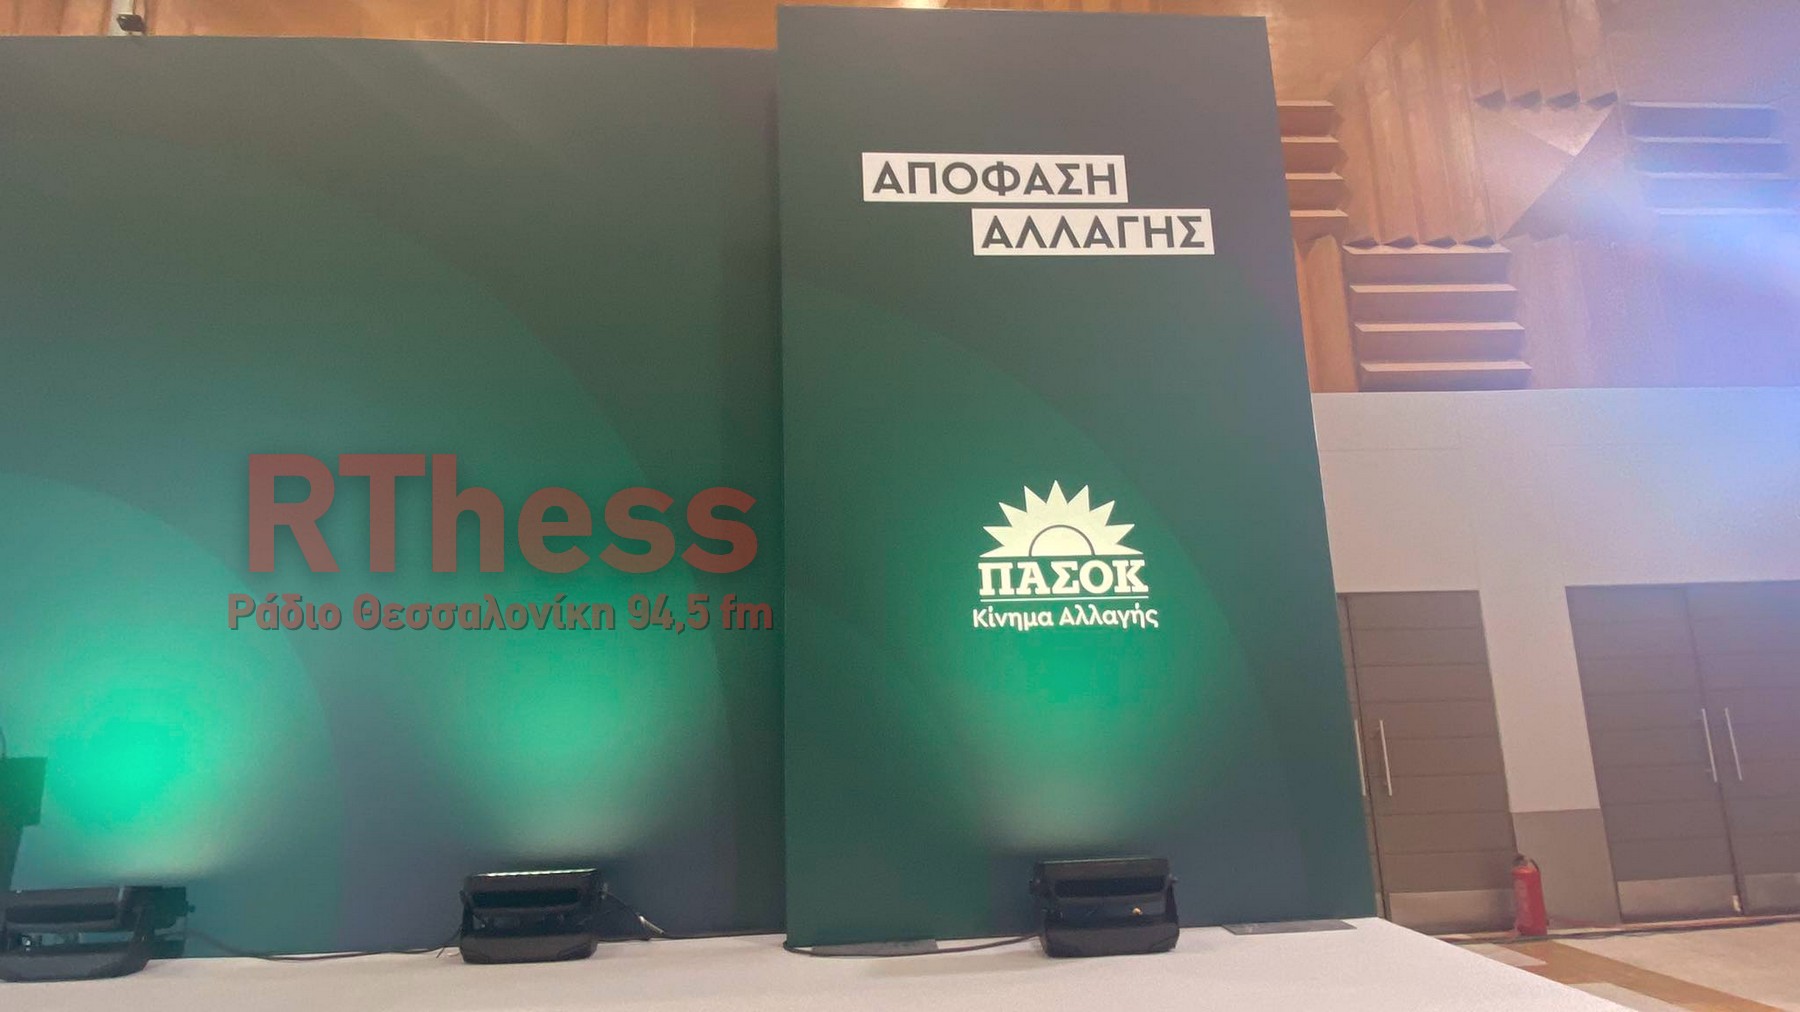 ΑΠΟΦΑΣΗ
ΑΛΛΑΓΗΣ
RThess
Ράδιο Θεσσαλονίκη 94,5 fm
ΠΑΣΟΚ
Κίνημα Αλλαγής